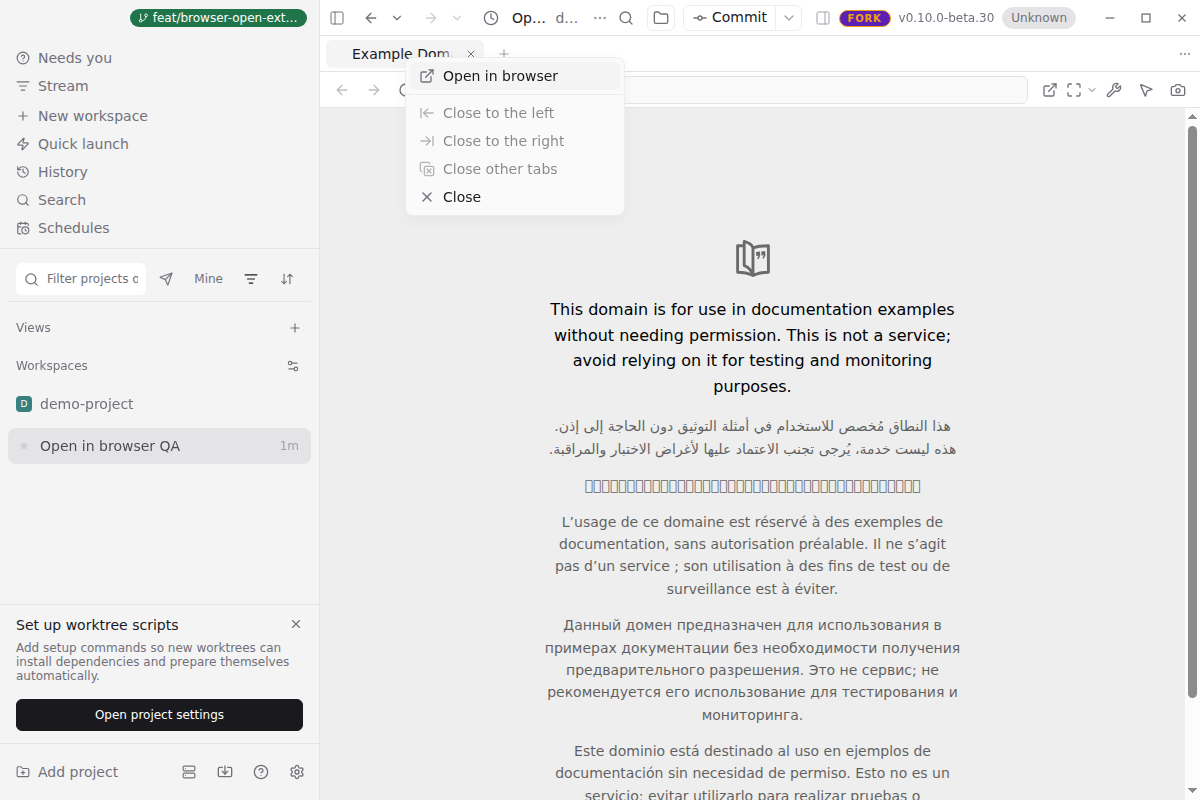 feat/browser-open-ext…
Op… d…
Commit
FORK
v0.10.0-beta.30
Unknown
Needs you
Stream
New workspace
Quick launch
History
Search
Schedules
Filter projects o
Mine
Views
Workspaces
D demo-project
Open in browser QA 1m
Set up worktree scripts
Add setup commands so new worktrees can
install dependencies and prepare themselves
automatically.
Open project settings
Add project
Example Dom
Open in browser
Close to the left
Close to the right
Close other tabs
Close
This domain is for use in documentation examples
without needing permission. This is not a service;
avoid relying on it for testing and monitoring
purposes.
هذا النطاق مُخصص للاستخدام في أمثلة التوثيق دون الحاجة إلى إذن.
هذه ليست خدمة، يُرجى تجنب الاعتماد عليها لأغراض الاختبار والمراقبة.
L’usage de ce domaine est réservé à des exemples de
documentation, sans autorisation préalable. Il ne s’agit
pas d’un service ; son utilisation à des fins de test ou de
surveillance est à éviter.
Данный домен предназначен для использования в
примерах документации без необходимости получения
предварительного разрешения. Это не сервис; не
рекомендуется его использование для тестирования и
мониторинга.
Este dominio está destinado al uso en ejemplos de
documentación sin necesidad de permiso. Esto no es un
servicio; evitar utilizarlo para realizar pruebas o